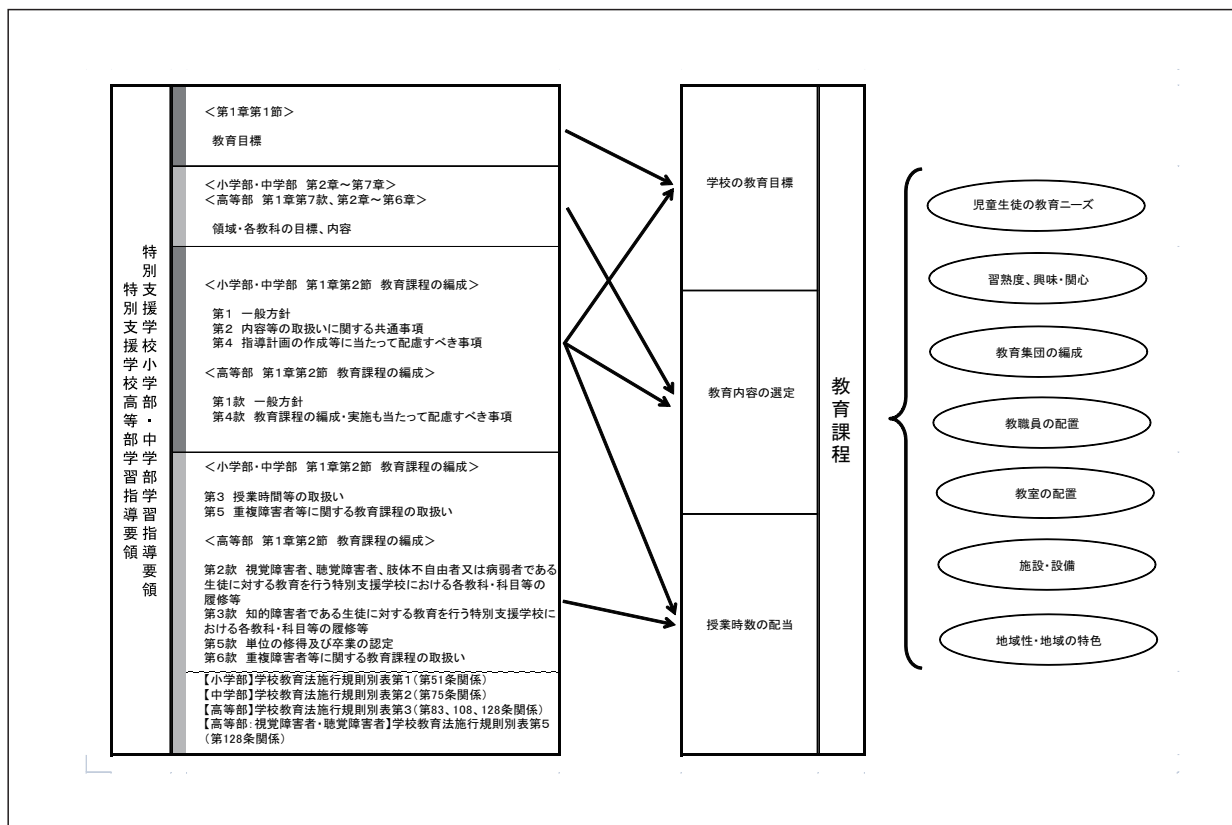 特別支援学校小学部・中学部学習指導要領
特別支援学校高等部学習指導要領
＜第1章第1節＞
教育目標
＜小学部・中学部 第2章～第7章＞
＜高等部 第1章第7款、第2章～第6章＞
領域・各教科の目標、内容
＜小学部・中学部 第1章第2節 教育課程の編成＞
第1 一般方針
第2 内容等の取扱いに関する共通事項
第4 指導計画の作成等に当たって配慮すべき事項
＜高等部 第1章第2節 教育課程の編成＞
第1款 一般方針
第4款 教育課程の編成・実施も当たって配慮すべき事項
＜小学部・中学部 第1章第2節 教育課程の編成＞
第3 授業時間等の取扱い
第5 重複障害者等に関する教育課程の取扱い
＜高等部 第1章第2節 教育課程の編成＞
第2款 視覚障害者、聴覚障害者、肢体不自由者又は病弱者である
生徒に対する教育を行う特別支援学校における各教科・科目等の
履修等
第3款 知的障害者である生徒に対する教育を行う特別支援学校に
おける各教科・科目等の履修等
第5款 単位の修得及び卒業の認定
第6款 重複障害者等に関する教育課程の取扱い
【小学部】学校教育法施行規則別表第1（第51条関係）
【中学部】学校教育法施行規則別表第2（第75条関係）
【高等部】学校教育法施行規則別表第3（第83、108、128条関係）
【高等部：視覚障害者・聴覚障害者】学校教育法施行規則別表第5
（第128条関係）
学校の教育目標
教育内容の選定
授業時数の配当
教育課程
児童生徒の教育ニーズ
習熟度、興味・関心
教育集団の編成
教職員の配置
教室の配置
施設・設備
地域性・地域の特色